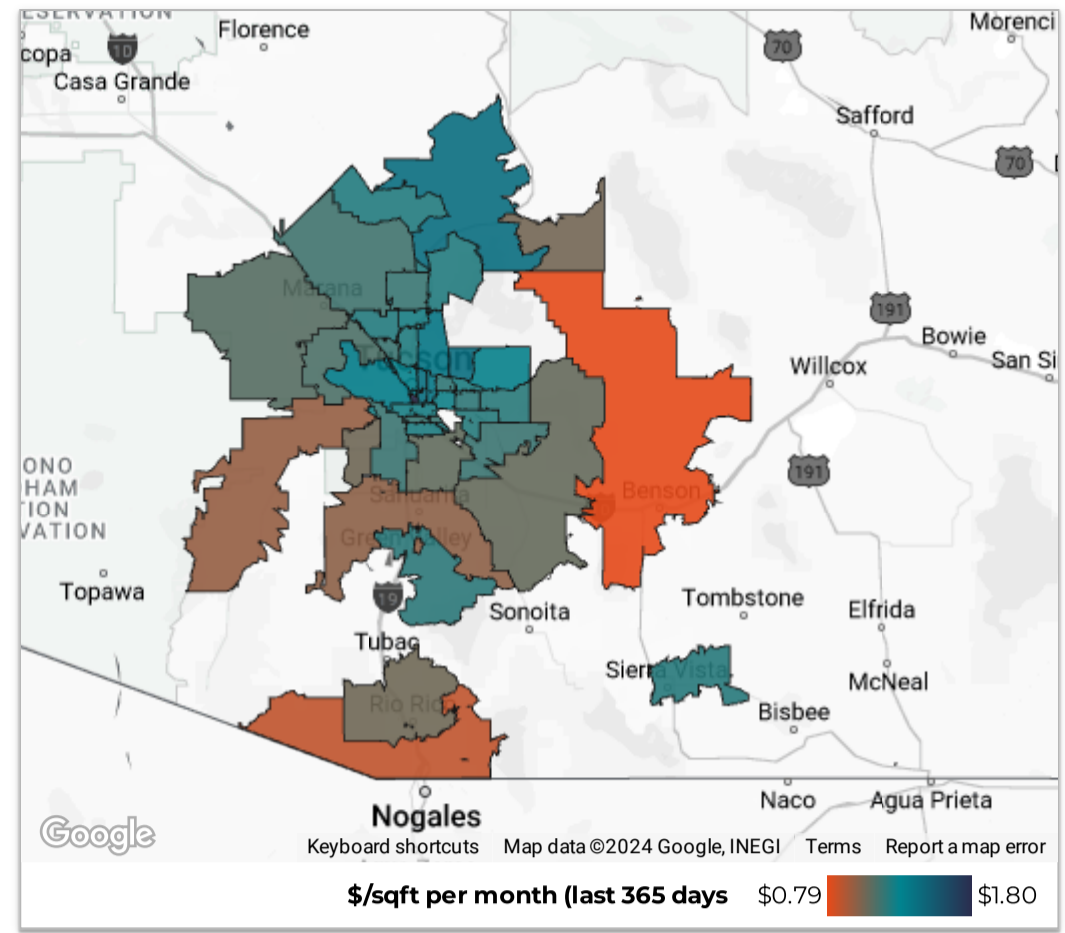 ESERVATION
Florence
Morenci
10
70
copa
Casa Grande
Safford
70
Marana
191
Bowie
Tucson
Willcox
San Si
ONO
HAM
TION
VATION
191
Sahuarita
Benson
Green Valley
Topawa
19
Sonoita
Tombstone
Elfrida
Tubac
Sierra Vista
McNeal
Rio Ric
Bisbee
Nogales
Naco
Agua Prieta
Google
Keyboard shortcuts Map data ©2024 Google, INEGI Terms Report a map error
$/sqft per month (last 365 days $0.79 $1.80